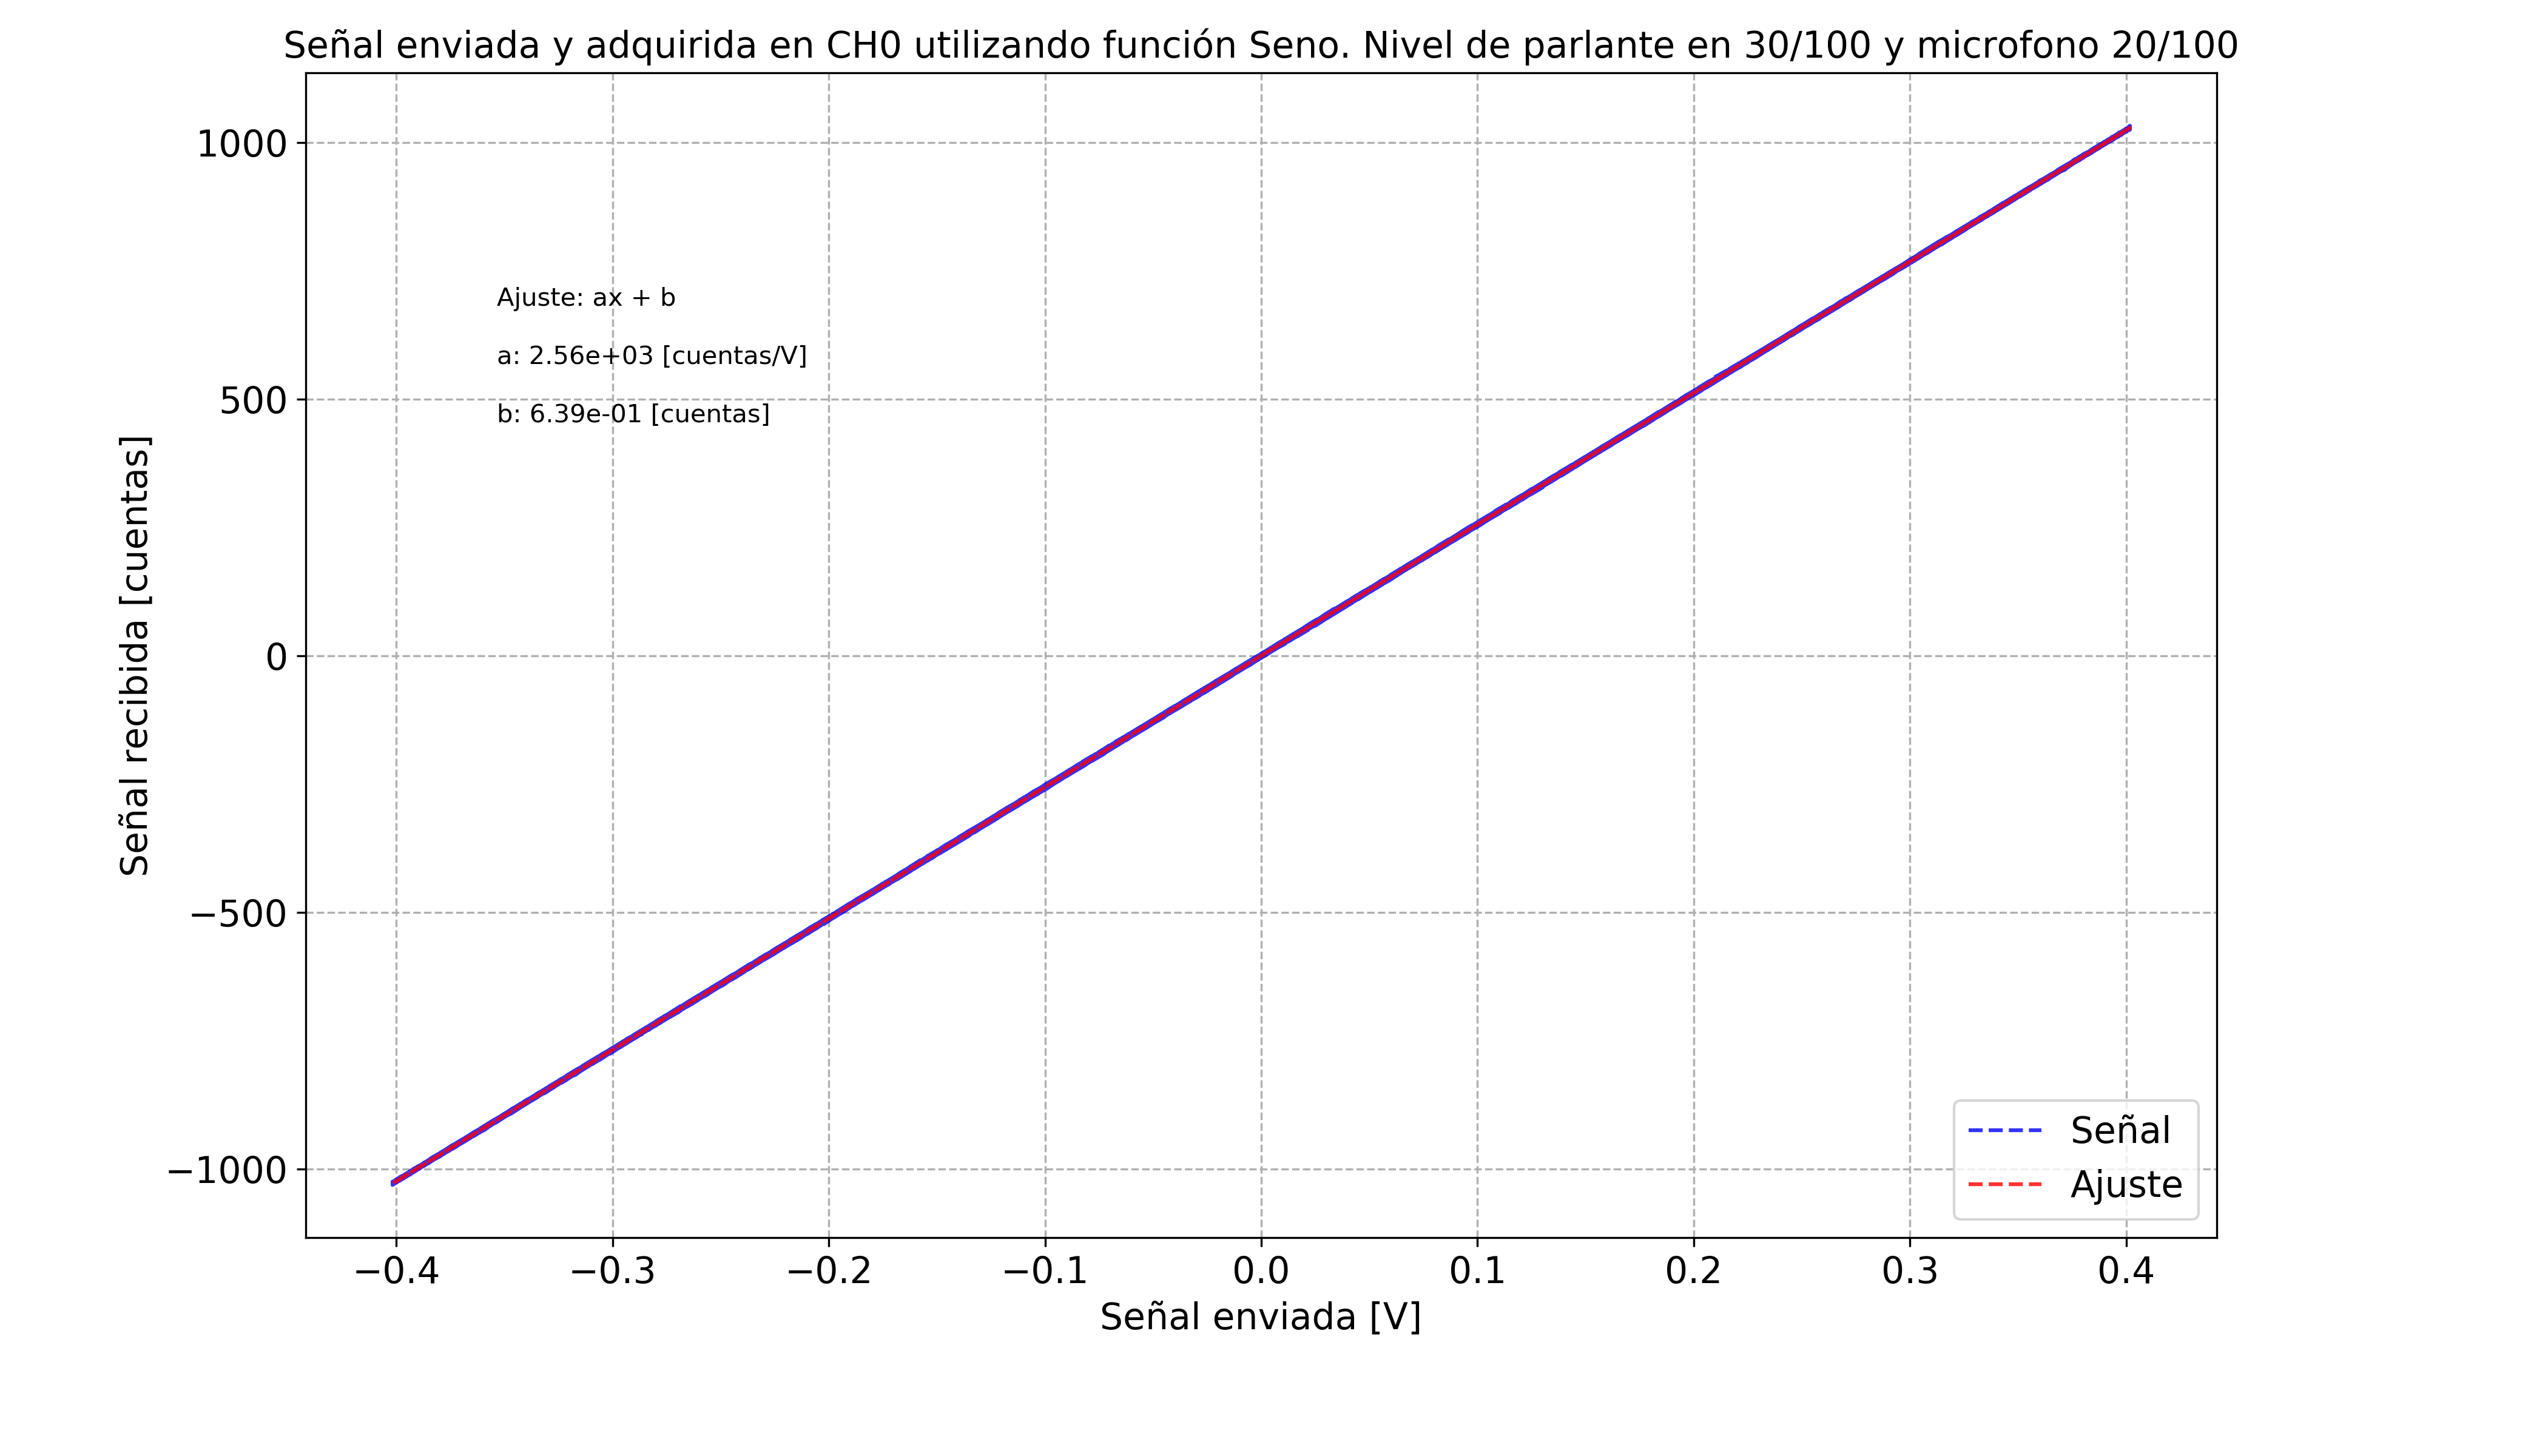 Señal enviada y adquirida en CH0 utilizando función Seno. Nivel de parlante en 30/100 y microfono 20/100
1000
500
0
−500
−1000
Señal recibida [cuentas]
Ajuste: ax + b
a: 2.56e+03 [cuentas/V]
b: 6.39e-01 [cuentas]
Señal
Ajuste
−0.4 −0.3 −0.2 −0.1 0.0 0.1 0.2 0.3 0.4
Señal enviada [V]